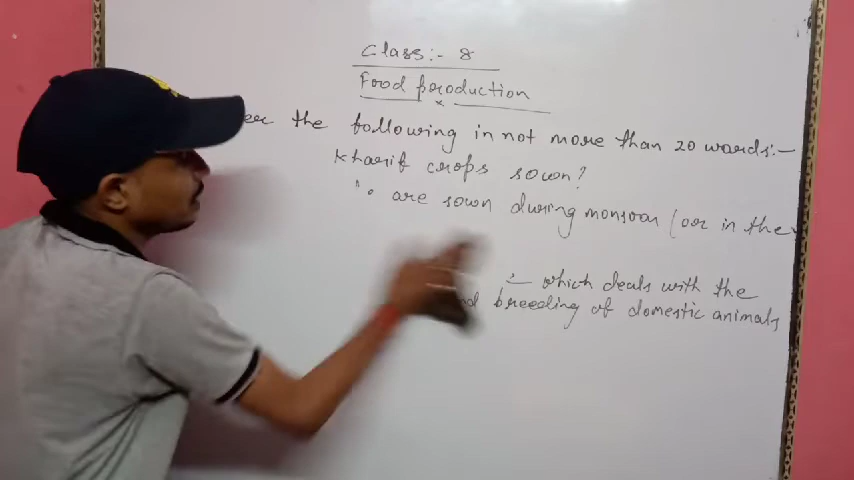 Class:- 8
Food production
the following in not more than 20 words:-
Kharif crops sown?
are sown during monsoon (or in the
:- which deals with the
breeding of domestic animals